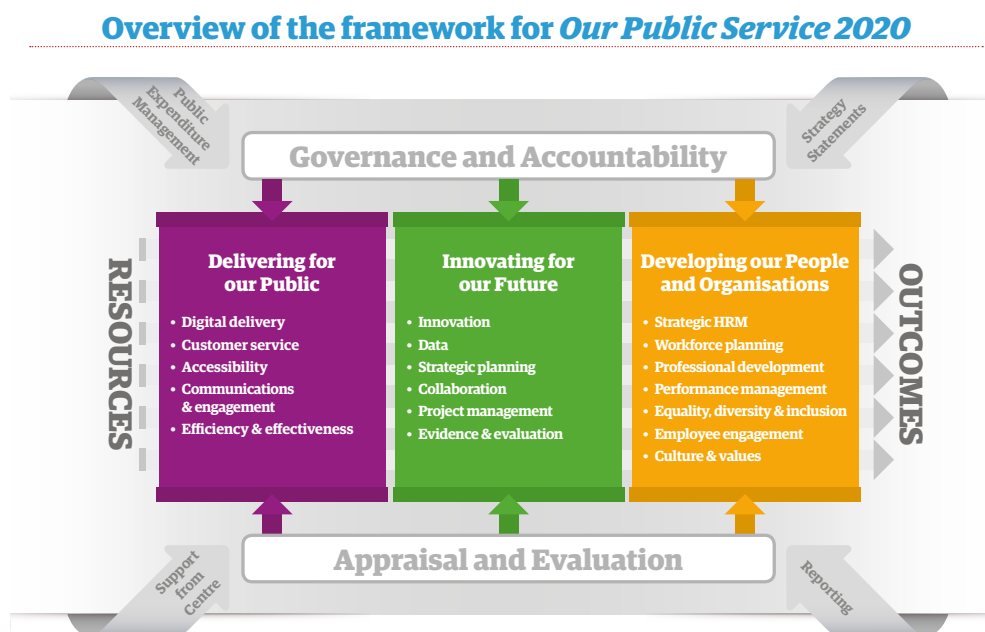 Overview of the framework for Our Public Service 2020
Public
Expenditure
Management
Strategy
Statements
Governance and Accountability
RESOURCES
Delivering for
our Public
• Digital delivery
• Customer service
• Accessibility
• Communications
& engagement
• Efficiency & effectiveness
Innovating for
our Future
• Innovation
• Data
• Strategic planning
• Collaboration
• Project management
• Evidence & evaluation
Developing our People
and Organisations
• Strategic HRM
• Workforce planning
• Professional development
• Performance management
• Equality, diversity & inclusion
• Employee engagement
• Culture & values
OUTCOMES
Support
from
Centre
Appraisal and Evaluation
Reporting